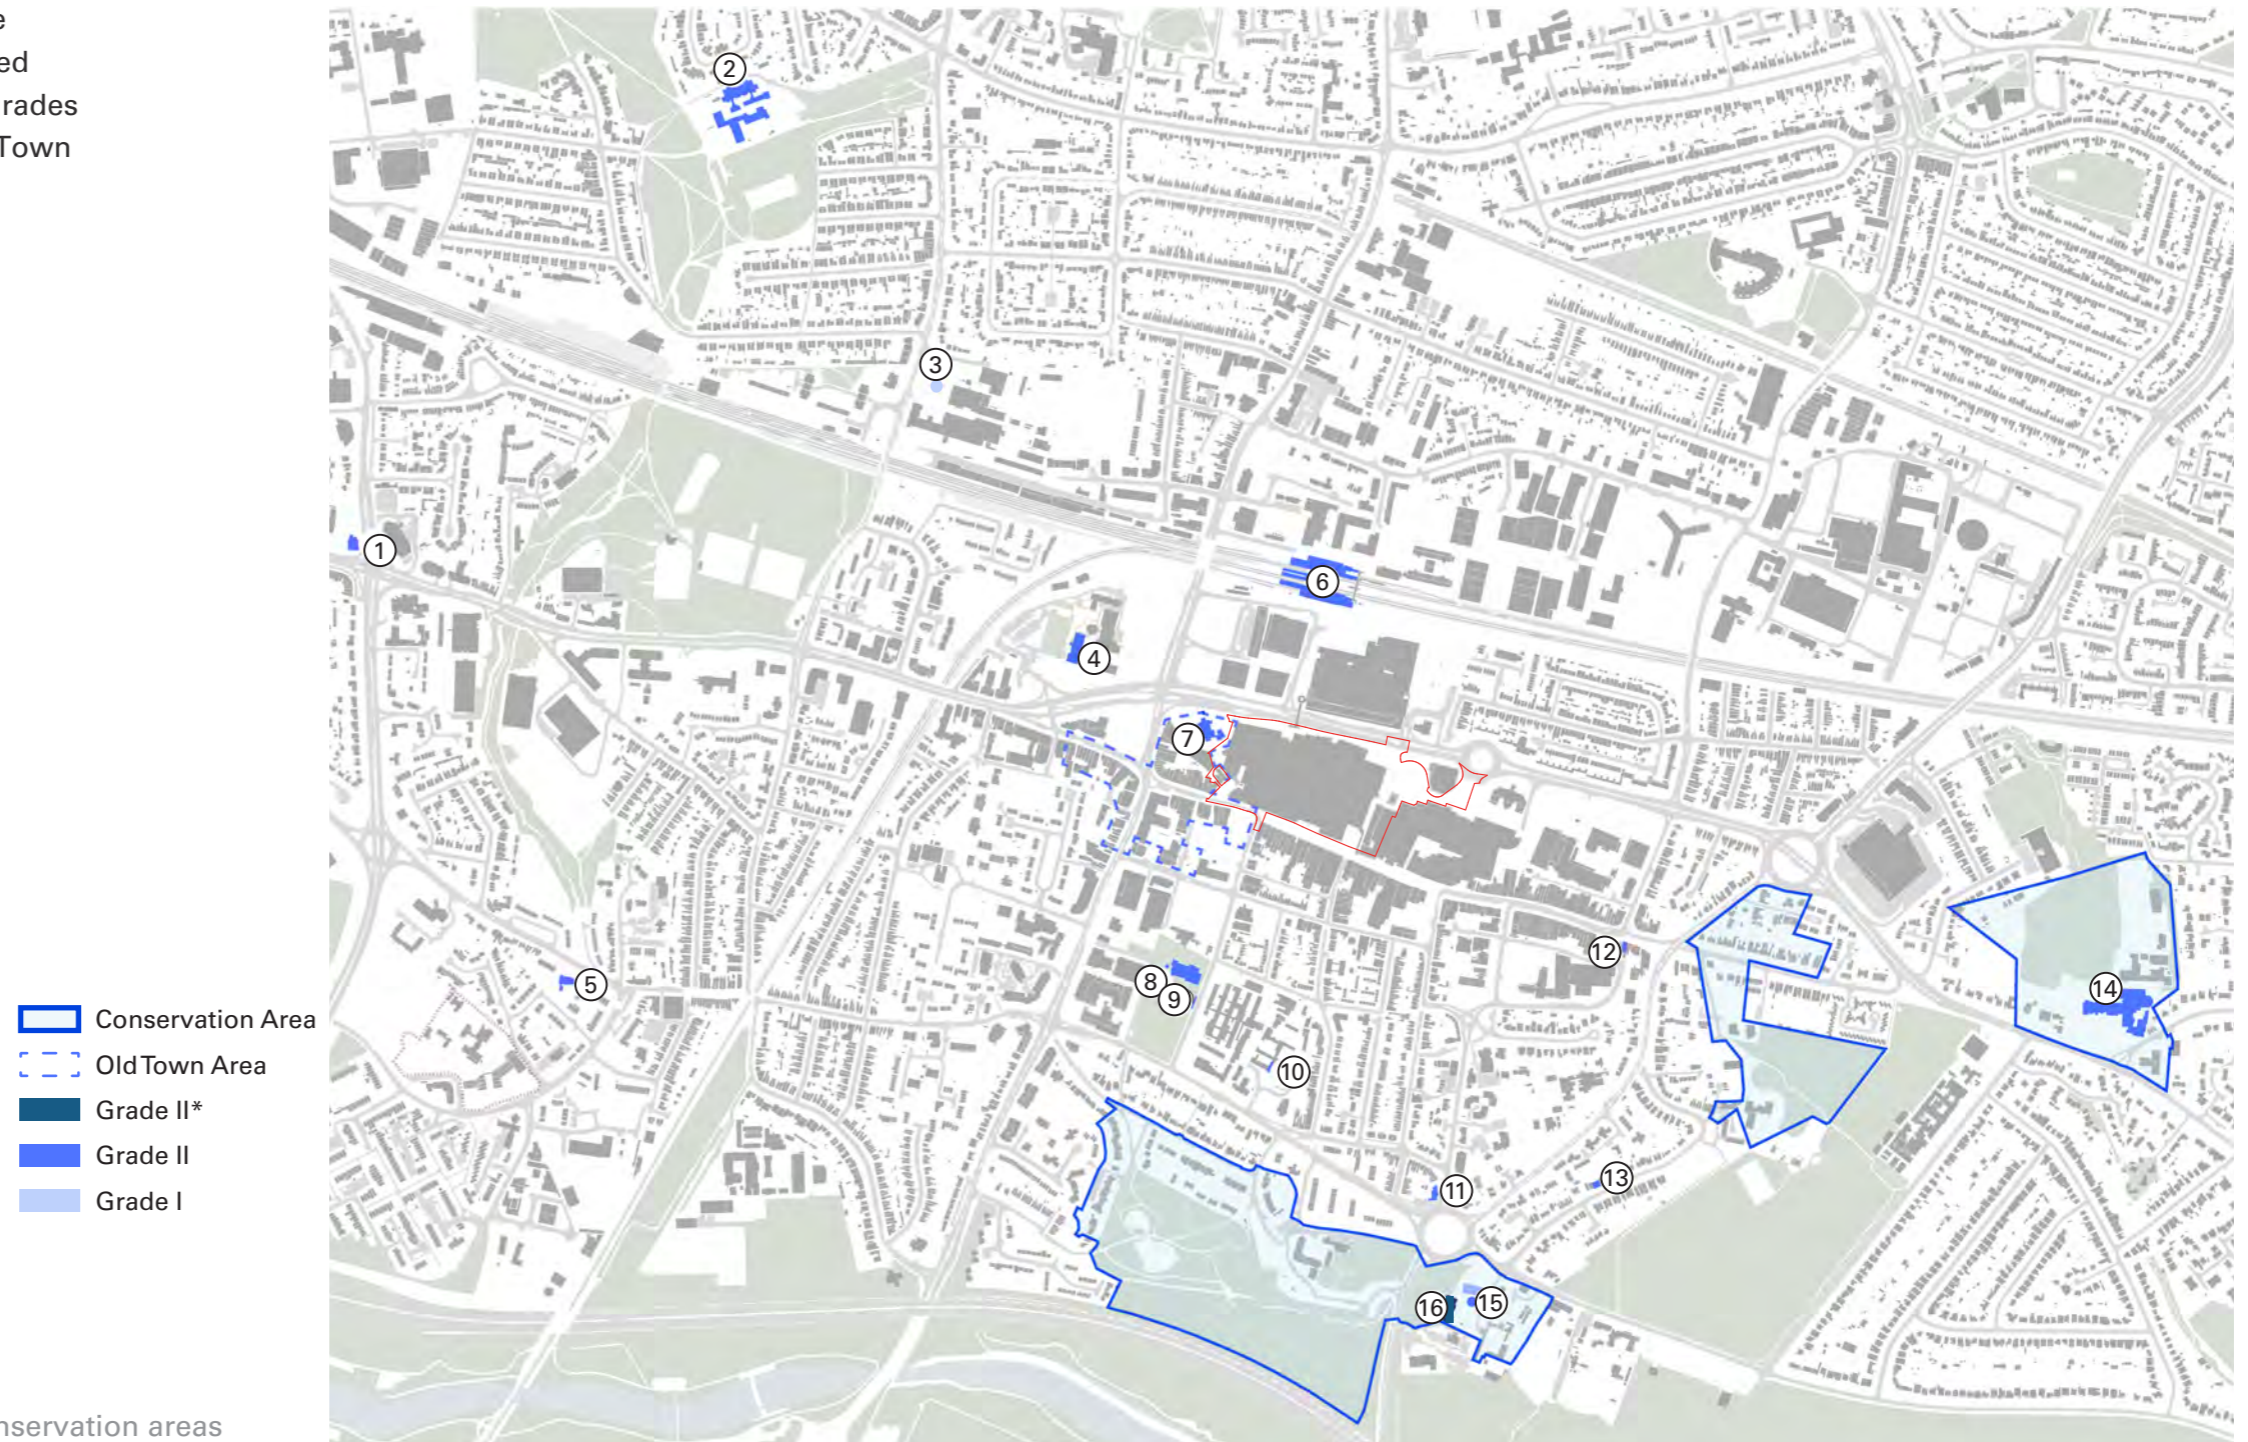 e
ed
rades
Town
2
3
1
6
4
7
14
12
5
8
9
10
13
11
15
16
Conservation Area
Old Town Area
Grade II*
Grade II
Grade I
nservation areas